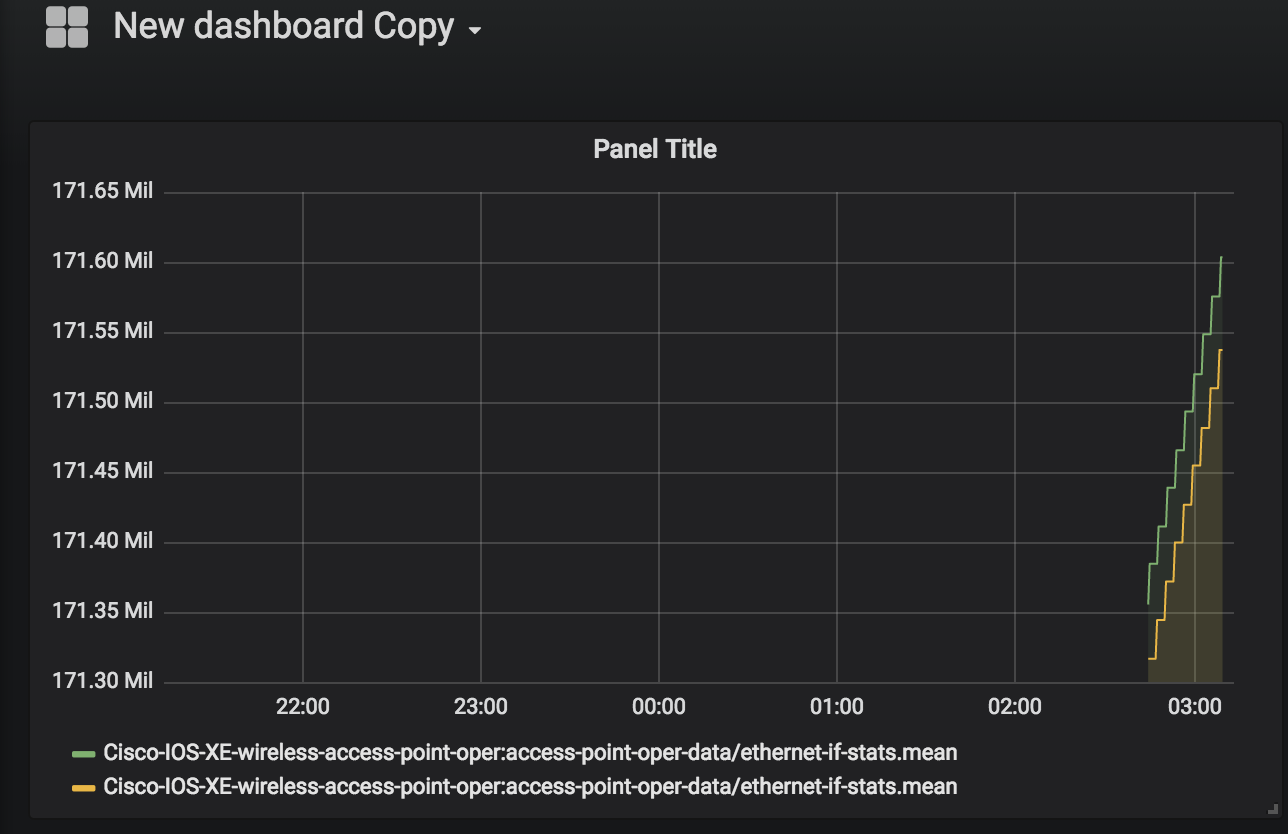 New dashboard Copy
Panel Title
171.65 Mil
171.60 Mil
171.55 Mil
171.50 Mil
171.45 Mil
171.40 Mil
171.35 Mil
171.30 Mil
22:00 23:00 00:00 01:00 02:00 03:00
Cisco-IOS-XE-wireless-access-point-oper:access-point-oper-data/ethernet-if-stats.mean
Cisco-IOS-XE-wireless-access-point-oper:access-point-oper-data/ethernet-if-stats.mean